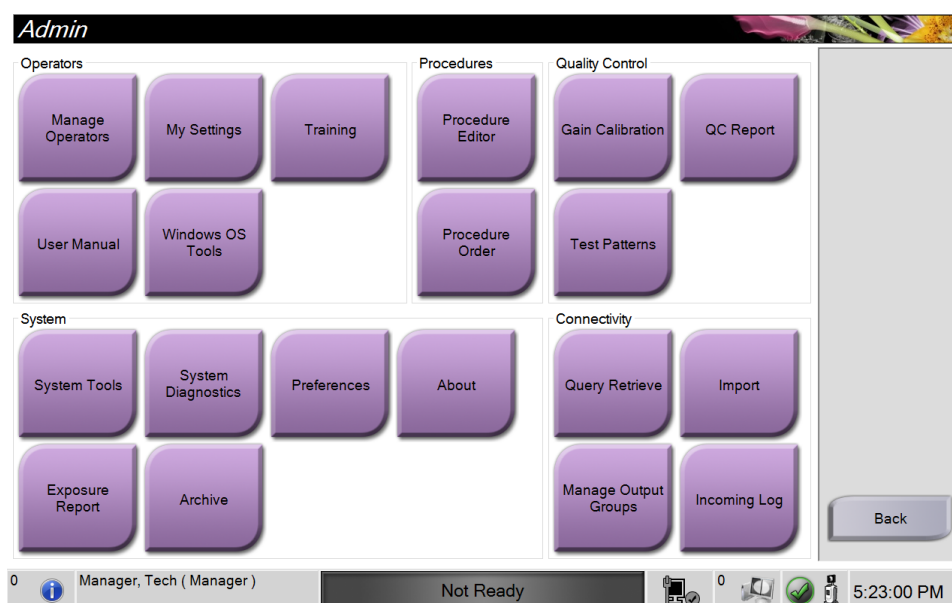 Admin
Operators
Manage
Operators
My Settings
Training
User Manual
Windows OS
Tools
Procedures
Procedure
Editor
Procedure
Order
Quality Control
Gain Calibration
QC Report
Test Patterns
System
System Tools
System
Diagnostics
Preferences
About
Exposure
Report
Archive
Connectivity
Query Retrieve
Import
Manage Output
Groups
Incoming Log
Back
0
Manager, Tech ( Manager )
Not Ready
0
5:23:00 PM